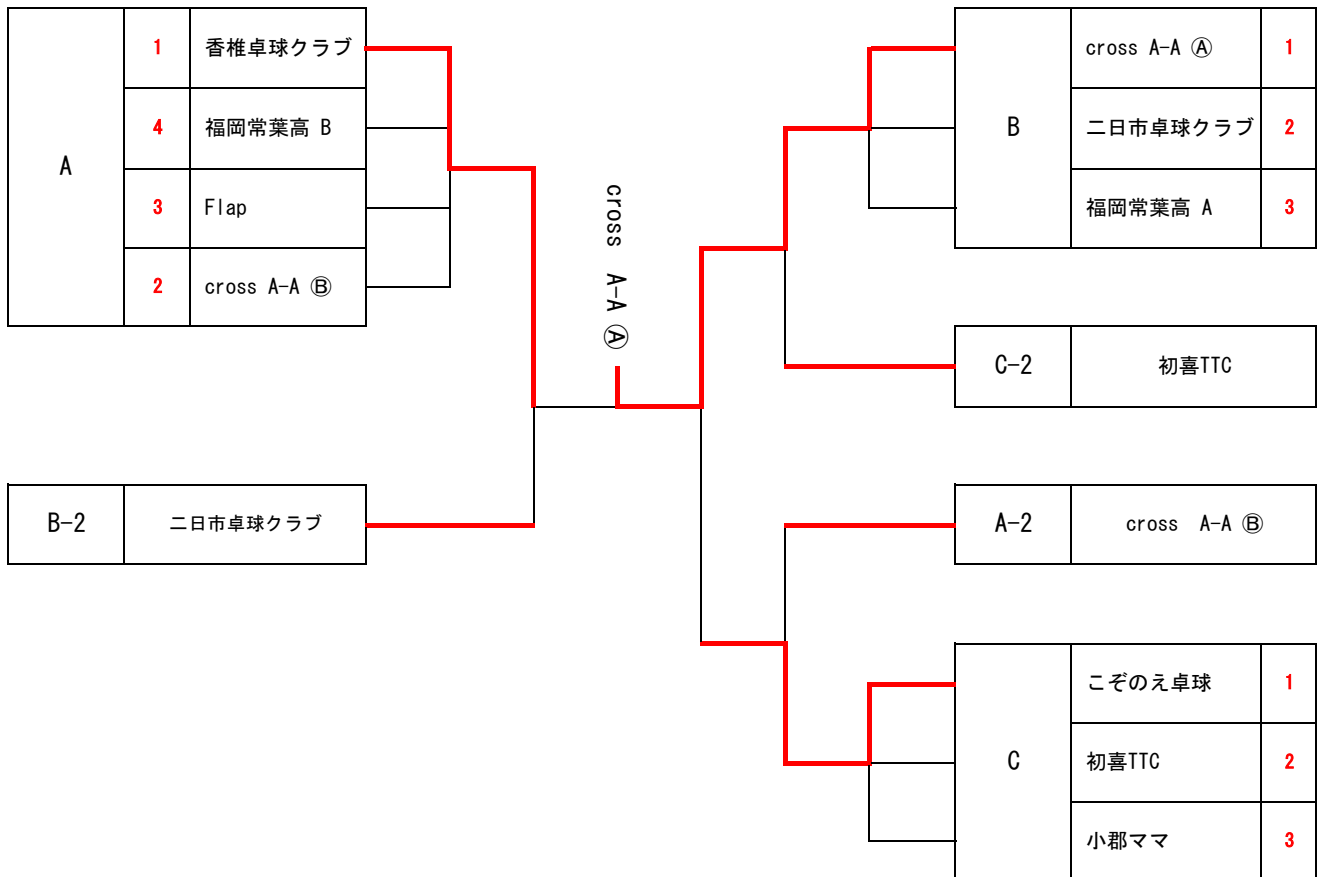 A
1 香椎卓球クラブ
4 福岡常葉高 B
3 Flap
2 cross A-A Ⓑ
B-2 二日市卓球クラブ
cross A-A Ⓐ
B
cross A-A Ⓐ 1
二日市卓球クラブ 2
福岡常葉高 A 3
C-2 初喜TTC
A-2 cross A-A Ⓑ
C
こぞのえ卓球 1
初喜TTC 2
小郡ママ 3